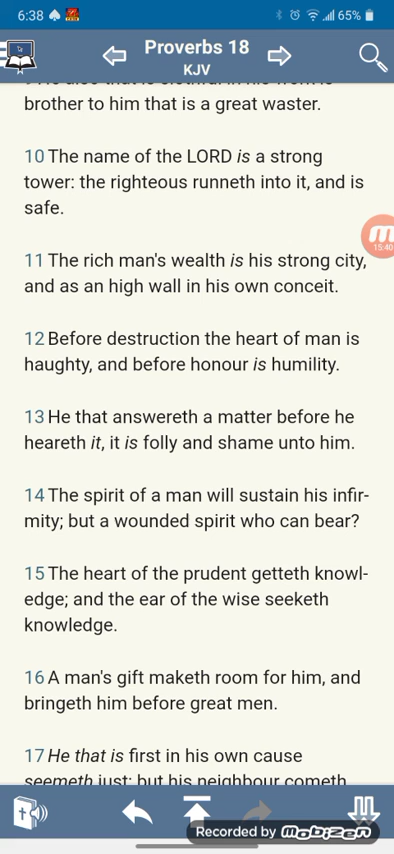 6:38
65%
Proverbs 18
KJV
brother to him that is a great waster.
10 The name of the LORD is a strong
tower: the righteous runneth into it, and is
safe.
15:40
11 The rich man's wealth is his strong city,
and as an high wall in his own conceit.
12 Before destruction the heart of man is
haughty, and before honour is humility.
13 He that answereth a matter before he
heareth it, it is folly and shame unto him.
14 The spirit of a man will sustain his infir-
mity; but a wounded spirit who can bear?
15 The heart of the prudent getteth knowl-
edge; and the ear of the wise seeketh
knowledge.
16 A man's gift maketh room for him, and
bringeth him before great men.
17 He that is first in his own cause
seemeth just; but his neighbour cometh
Recorded by mobizen